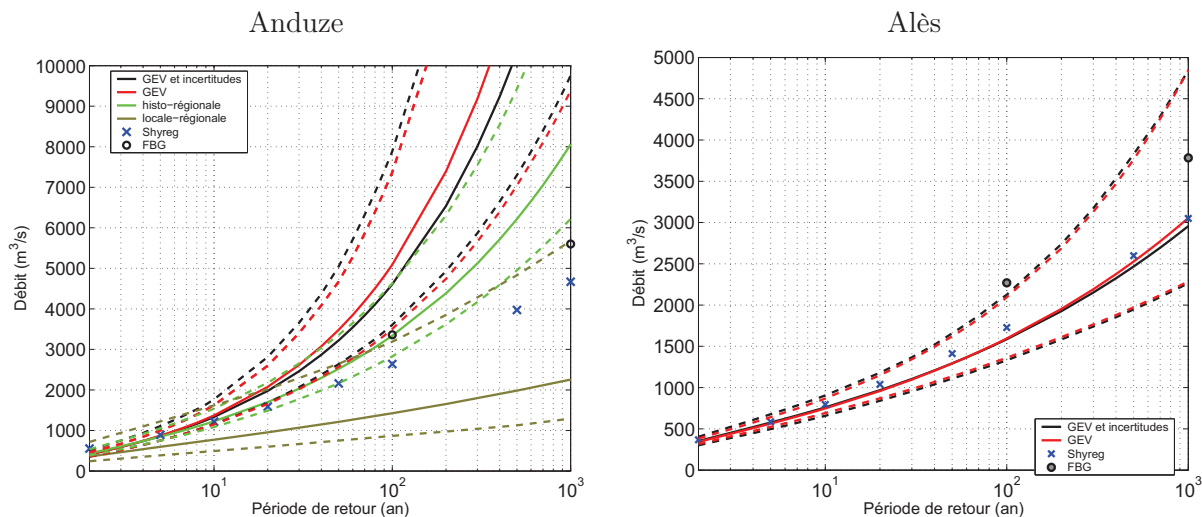 Anduze
10000
9000
8000
7000
6000
5000
4000
3000
2000
1000
0
Débit (m³/s)
GEV et incertitudes
GEV
histo−régionale
locale−régionale
Shyreg
FBG
10¹
10²
10³
Période de retour (an)
Alès
5000
4500
4000
3500
3000
2500
2000
1500
1000
500
0
Débit (m³/s)
GEV et incertitudes
GEV
Shyreg
FBG
10¹
10²
10³
Période de retour (an)